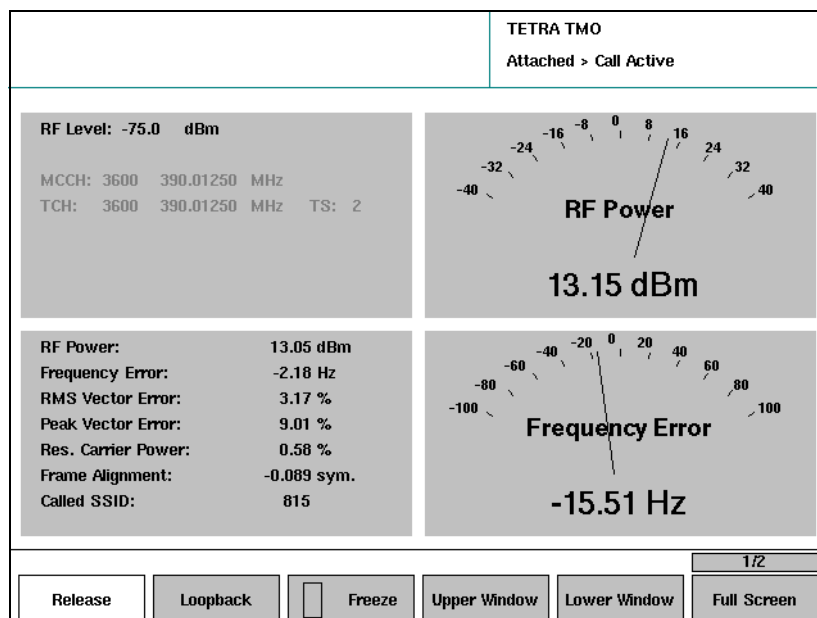 TETRA TMO
Attached > Call Active
RF Level: -75.0 dBm
MCCH: 3600 390.01250 MHz
TCH: 3600 390.01250 MHz TS: 2
-40
-32
-24
-16
-8
0
8
16
24
32
40
RF Power
13.15 dBm
RF Power: 13.05 dBm
Frequency Error: -2.18 Hz
RMS Vector Error: 3.17 %
Peak Vector Error: 9.01 %
Res. Carrier Power: 0.58 %
Frame Alignment: -0.089 sym.
Called SSID: 815
-100
-80
-60
-40
-20
0
20
40
60
80
100
Frequency Error
-15.51 Hz
1/2
Release
Loopback
Freeze
Upper Window
Lower Window
Full Screen